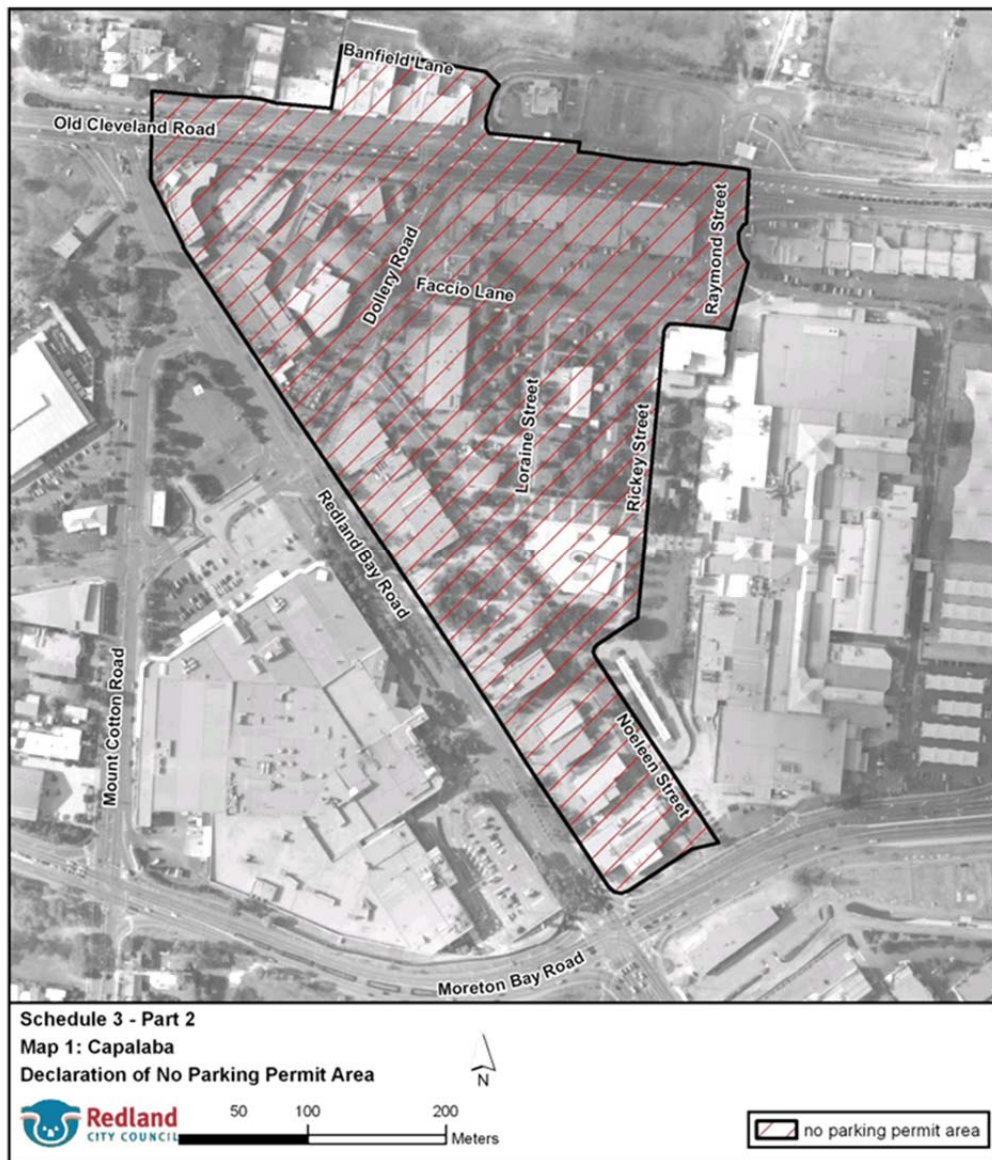 Banfield Lane
Old Cleveland Road
Raymond Street
Dollery Road
Faccio Lane
Loraine Street
Rickey Street
Redland Bay Road
Mount Cotton Road
Noeleen Street
Moreton Bay Road
Schedule 3 - Part 2
Map 1: Capalaba
Declaration of No Parking Permit Area
N
Redland
CITY COUNCIL
50
100
200
Meters
no parking permit area